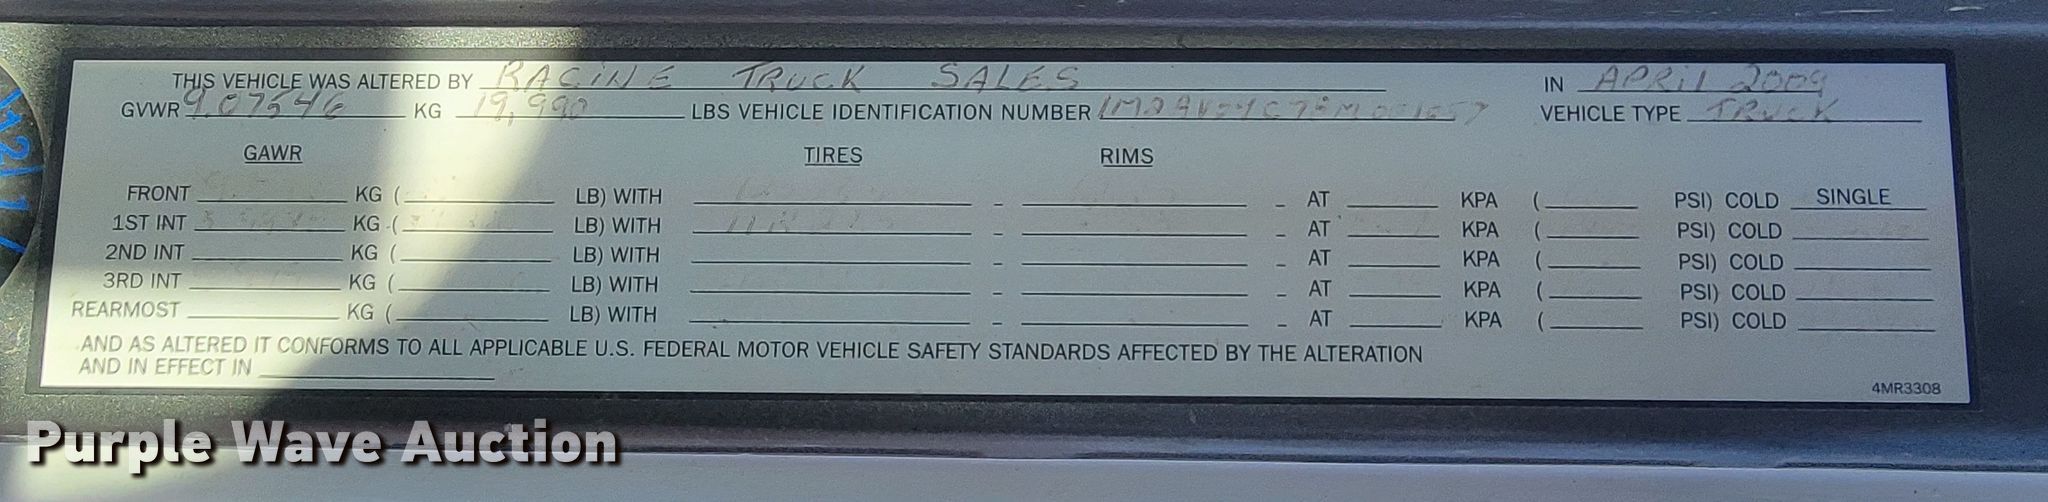 THIS VEHICLE WAS ALTERED BY RACINE TRUCK SALES IN APRIL 2009
GVWR 9,07546 KG 19,990 LBS VEHICLE IDENTIFICATION NUMBER VEHICLE TYPE TRUCK
GAWR TIRES RIMS
FRONT KG ( LB) WITH - - AT KPA ( PSI) COLD SINGLE
1ST INT KG ( LB) WITH - - AT KPA ( PSI) COLD
2ND INT KG ( LB) WITH - - AT KPA ( PSI) COLD
3RD INT KG ( LB) WITH - - AT KPA ( PSI) COLD
REARMOST KG ( LB) WITH - - AT KPA ( PSI) COLD
AND AS ALTERED IT CONFORMS TO ALL APPLICABLE U.S. FEDERAL MOTOR VEHICLE SAFETY STANDARDS AFFECTED BY THE ALTERATION
AND IN EFFECT IN
4MR3308
Purple Wave Auction